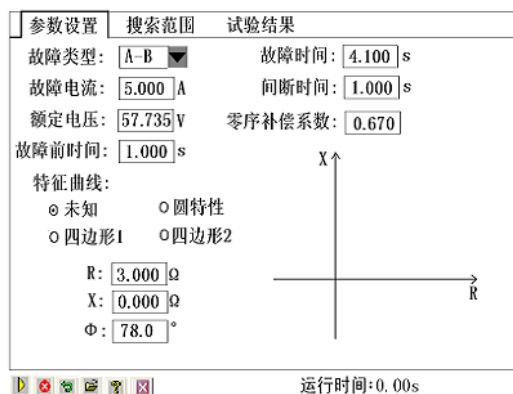 参数设置 搜索范围 试验结果
故障类型: A-B 故障时间: 4.100 s
故障电流: 5.000 A 间断时间: 1.000 s
额定电压: 57.735 V 零序补偿系数: 0.670
故障前时间: 1.000 s
特征曲线:
未知 圆特性
四边形1 四边形2
R: 3.000 Ω
X: 0.000 Ω
Φ: 78.0 °
X
R
运行时间:0.00s